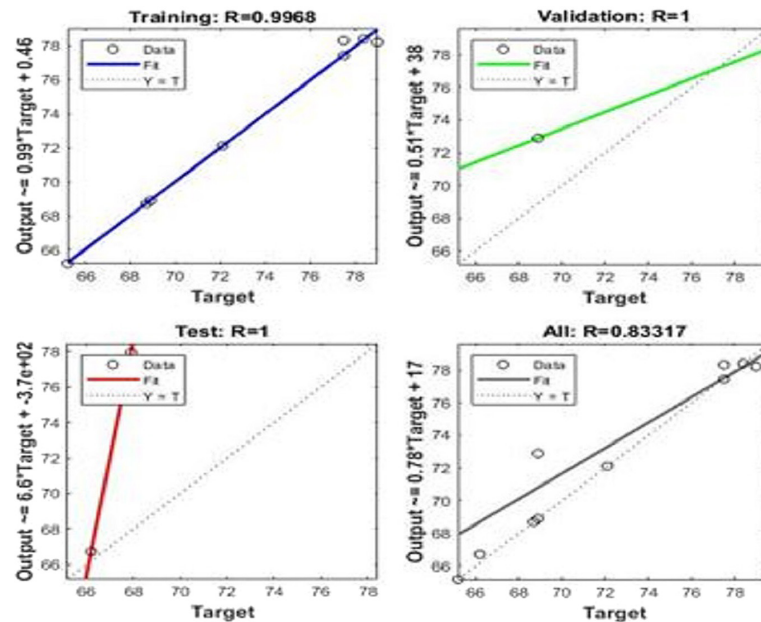 Training: R=0.9968
Output ~= 0.99*Target + 0.46
78
76
74
72
70
68
66
Data
Fit
Y = T
66 68 70 72 74 76 78
Target
Validation: R=1
Output ~= 0.51*Target + 38
78
76
74
72
70
68
66
Data
Fit
Y = T
66 70 74 78
Target
Test: R=1
Output ~= 6.6*Target + -3.7e+02
78
76
74
72
70
68
66
Data
Fit
Y = T
66 68 70 72 74 76 78
Target
All: R=0.83317
Output ~= 0.78*Target + 17
78
76
74
72
70
68
66
Data
Fit
Y = T
66 68 70 72 74 76 78
Target